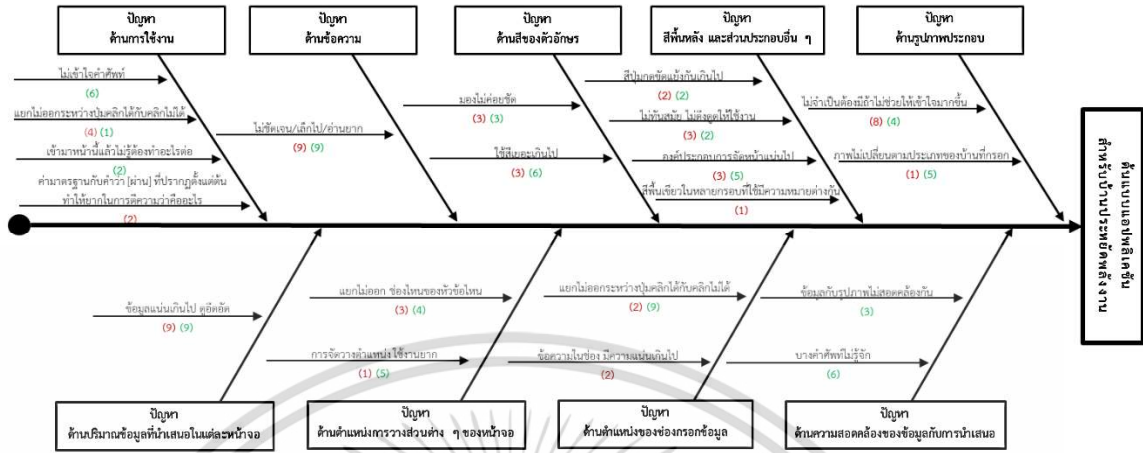 ปัญหา
ด้านการใช้งาน
ปัญหา
ด้านข้อความ
ปัญหา
ด้านสีของตัวอักษร
ปัญหา
สีพื้นหลัง และส่วนประกอบอื่น ๆ
ปัญหา
ด้านรูปภาพประกอบ
ไม่เข้าใจคำศัพท์
(6)
แยกไม่ออกระหว่างปุ่มคลิกได้กับคลิกไม่ได้
(4) (1)
เข้ามาหน้านี้แล้วไม่รู้ต้องทำอะไรต่อ
(2)
ค่ามาตรฐานกับคำว่า [ผ่าน] ที่ปรากฏตั้งแต่ต้น
ทำให้ยากในการตีความว่าคืออะไร
(2)
ไม่ชัดเจน/เล็กไป/อ่านยาก
(9) (9)
มองไม่ค่อยชัด
(3) (3)
ใช้สีเยอะเกินไป
(3) (6)
สีปุ่มกดขัดแย้งกันเกินไป
(2) (2)
ไม่ทันสมัย ไม่ดึงดูดให้ใช้งาน
(3) (2)
องค์ประกอบการจัดหน้าแน่นไป
(3) (5)
สีพื้นเขียวในหลายกรอบที่ใช้มีความหมายต่างกัน
(1)
ไม่จำเป็นต้องมีถ้าไม่ช่วยให้เข้าใจมากขึ้น
(8) (4)
ภาพไม่เปลี่ยนตามประเภทของบ้านที่กรอก
(1) (5)
ต้นแบบแอปพลิเคชัน
สำหรับบ้านประหยัดพลังงาน
ข้อมูลแน่นเกินไป ดูอึดอัด
(9) (9)
แยกไม่ออก ช่องไหนของหัวข้อไหน
(3) (4)
การจัดวางตำแหน่งใช้งานยาก
(1) (5)
แยกไม่ออกระหว่างปุ่มคลิกได้กับคลิกไม่ได้
(2) (9)
ข้อความในช่อง มีความแน่นเกินไป
(2)
ข้อมูลกับรูปภาพไม่สอดคล้องกัน
(3)
บางคำศัพท์ไม่รู้จัก
(6)
ปัญหา
ด้านปริมาณข้อมูลที่นำเสนอในแต่ละหน้าจอ
ปัญหา
ด้านตำแหน่งการวางส่วนต่าง ๆ ของหน้าจอ
ปัญหา
ด้านตำแหน่งของช่องกรอกข้อมูล
ปัญหา
ด้านความสอดคล้องของข้อมูลกับการนำเสนอ